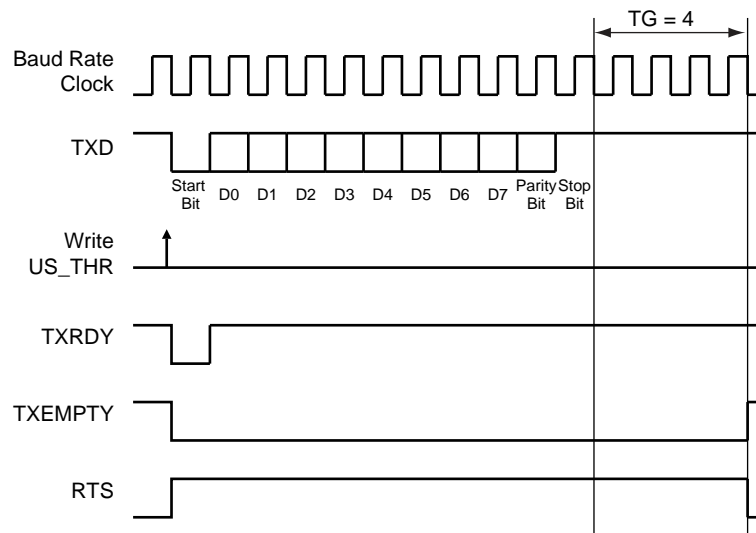 TG = 4
Baud Rate
Clock
TXD
Start
Bit
D0
D1
D2
D3
D4
D5
D6
D7
Parity
Bit
Stop
Bit
Write
US_THR
TXRDY
TXEMPTY
RTS